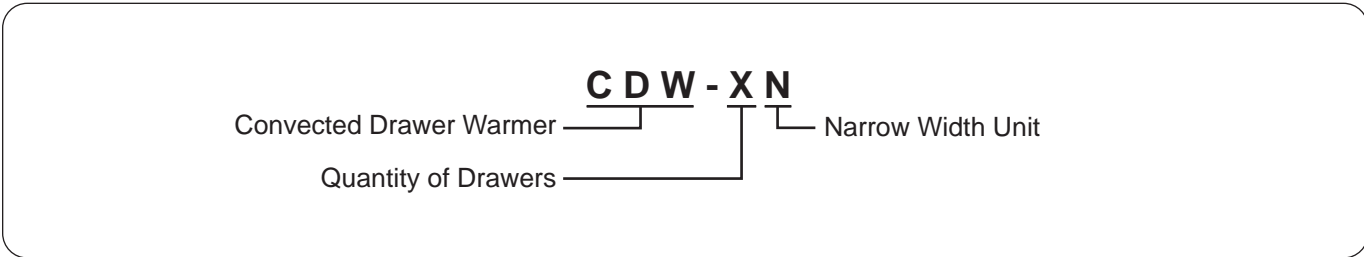 C D W - X N
Convected Drawer Warmer
Narrow Width Unit
Quantity of Drawers